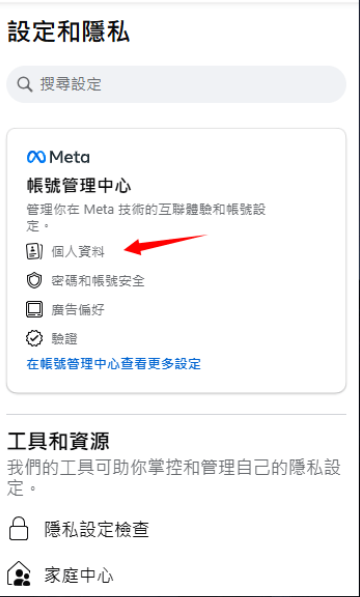 設定和隱私
搜尋設定
Meta
帳號管理中心
管理你在 Meta 技術的互聯體驗和帳號設
定。
個人資料
密碼和帳號安全
廣告偏好
驗證
在帳號管理中心查看更多設定
工具和資源
我們的工具可助你掌控和管理自己的隱私設
定。
隱私設定檢查
家庭中心